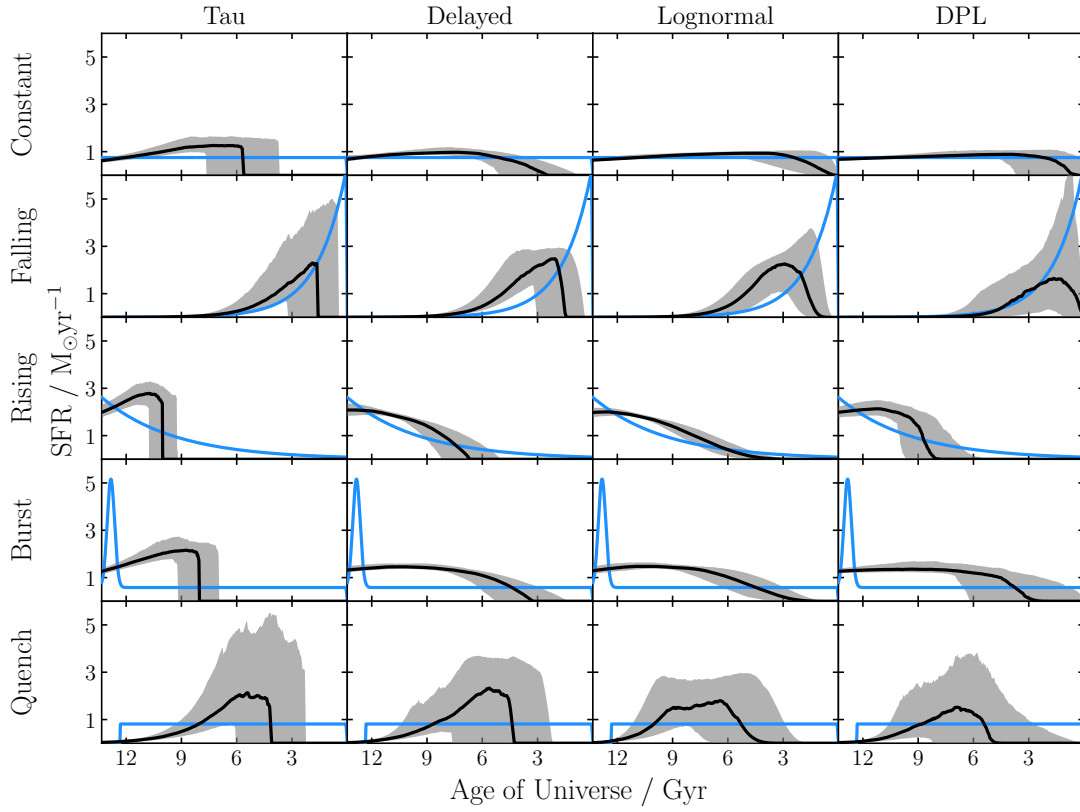 Tau Delayed Lognormal DPL
Constant
5
3
1
Falling
5
3
1
Rising
5
3
1
Burst
5
3
1
Quench
5
3
1
SFR / M⊙yr⁻¹
12 9 6 3 12 9 6 3 12 9 6 3 12 9 6 3
Age of Universe / Gyr